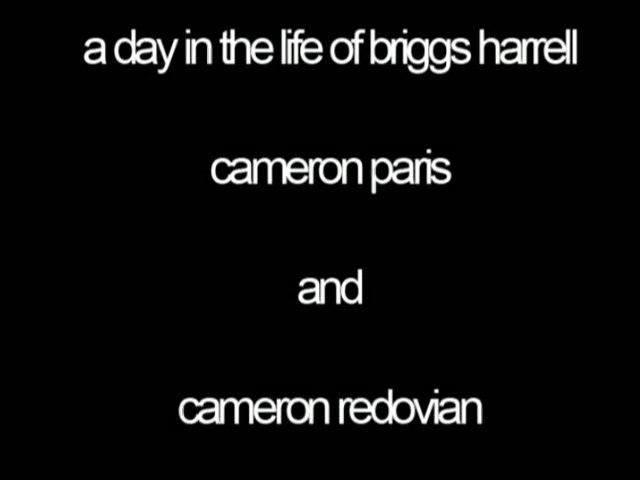 a day in the life of briggs harrell
cameron paris
and
cameron redovian